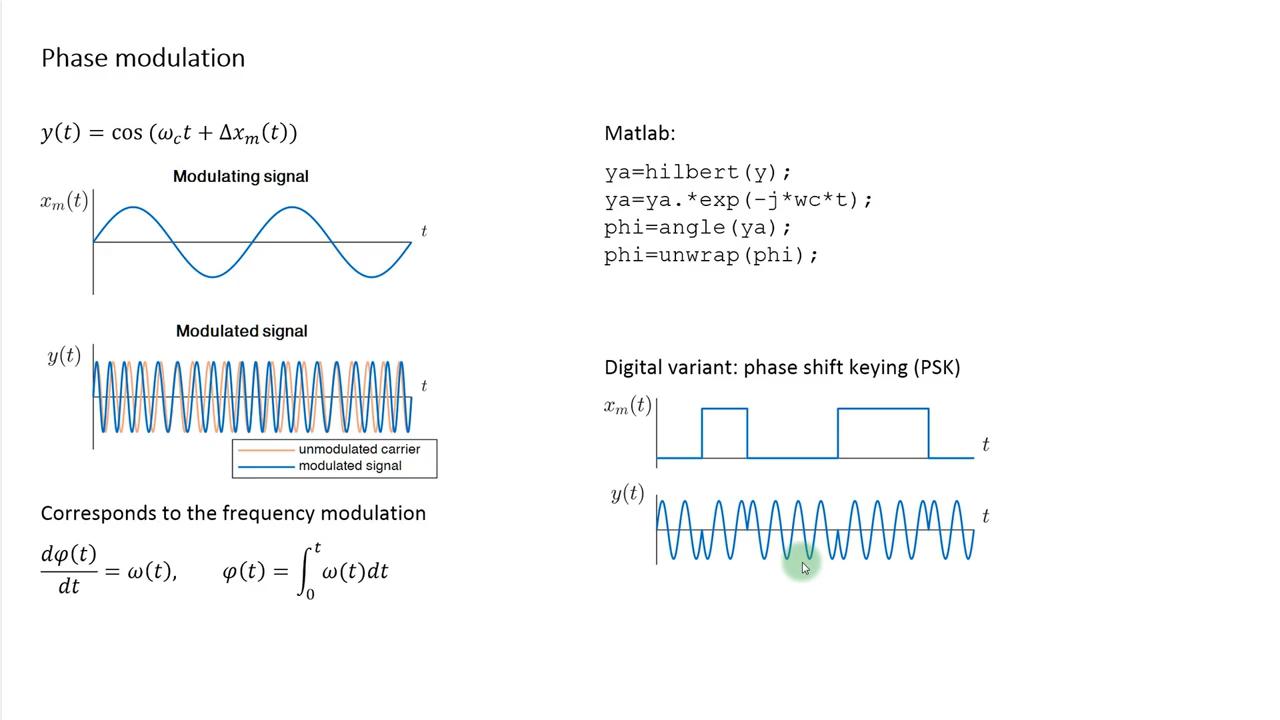 Phase modulation
y(t) = cos (ω_c t + Δx_m(t))
Modulating signal
x_m(t)
t
Modulated signal
y(t)
t
unmodulated carrier
modulated signal
Corresponds to the frequency modulation
dφ(t)/dt = ω(t), φ(t) = ∫_0^t ω(t)dt
Matlab:
ya=hilbert(y);
ya=ya.*exp(-j*wc*t);
phi=angle(ya);
phi=unwrap(phi);
Digital variant: phase shift keying (PSK)
x_m(t)
t
y(t)
t